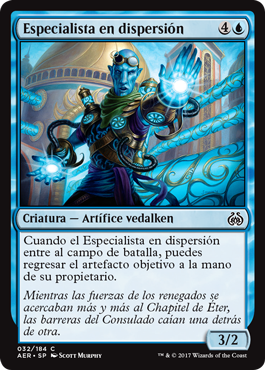 Especialista en dispersión 4
Criatura — Artífice vedalken
Cuando el Especialista en dispersión
entre al campo de batalla, puedes
regresar el artefacto objetivo a la mano
de su propietario.
Mientras las fuerzas de los renegados se
acercaban más y más al Chapitel de Éter,
las barreras del Consulado caían una detrás
de otra.
3/2
032/184 C
AER • SP Scott Murphy
™ & © 2017 Wizards of the Coast